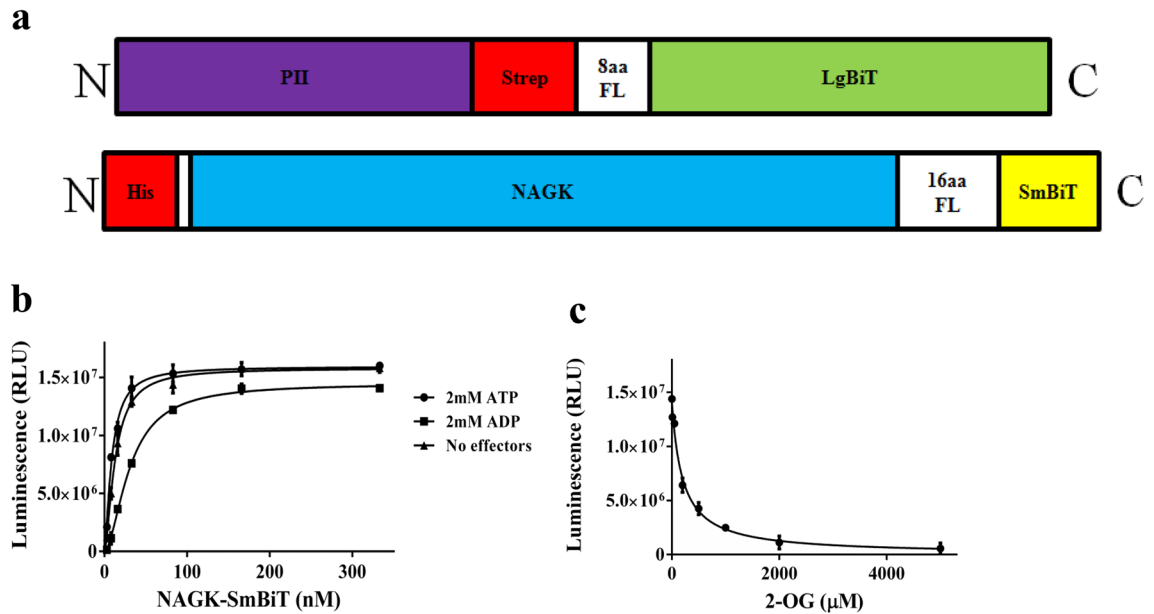 a
N PII Strep 8aa FL LgBiT C
N His NAGK 16aa FL SmBiT C
b
Luminescence (RLU)
1.5×10⁷
1.0×10⁷
5.0×10⁶
0
0 100 200 300
NAGK-SmBiT (nM)
2mM ATP
2mM ADP
No effectors
c
Luminescence (RLU)
1.5×10⁷
1.0×10⁷
5.0×10⁶
0
0 2000 4000
2-OG (μM)